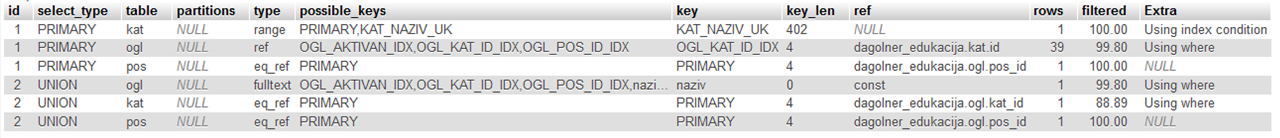 id select_type table partitions type possible_keys key key_len ref rows filtered Extra
1 PRIMARY kat NULL range PRIMARY,KAT_NAZIV_UK KAT_NAZIV_UK 402 NULL 1 100.00 Using index condition
1 PRIMARY ogl NULL ref OGL_AKTIVAN_IDX,OGL_KAT_ID_IDX,OGL_POS_ID_IDX OGL_KAT_ID_IDX 4 dagolner_edukacija.kat.id 39 99.80 Using where
1 PRIMARY pos NULL eq_ref PRIMARY PRIMARY 4 dagolner_edukacija.ogl.pos_id 1 100.00 NULL
2 UNION ogl NULL fulltext OGL_AKTIVAN_IDX,OGL_KAT_ID_IDX,OGL_POS_ID_IDX,nazi... naziv 0 const 1 99.80 Using where
2 UNION kat NULL eq_ref PRIMARY PRIMARY 4 dagolner_edukacija.ogl.kat_id 1 88.89 Using where
2 UNION pos NULL eq_ref PRIMARY PRIMARY 4 dagolner_edukacija.ogl.pos_id 1 100.00 NULL